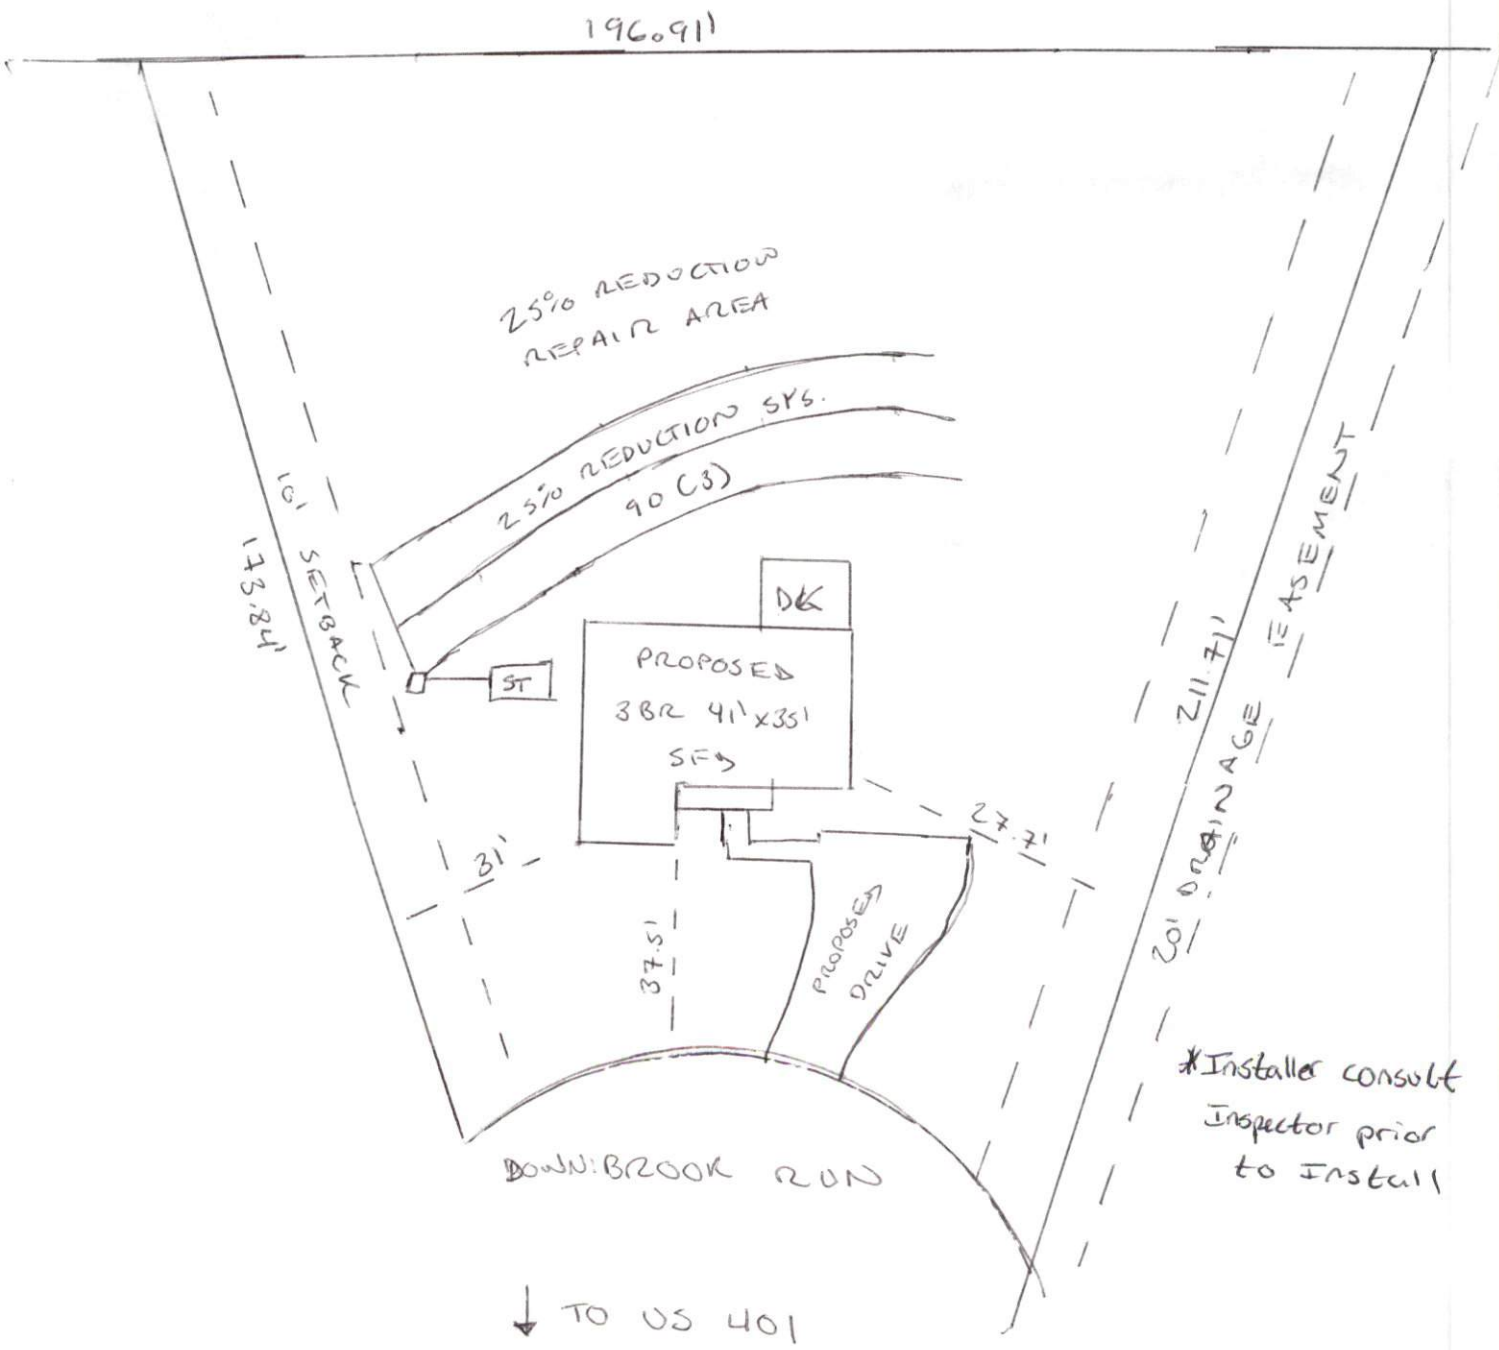 196.91'
25% REDUCTION
REPAIR AREA
25% REDUCTION SYS.
90 (3)
10' SETBACK
173.84'
DK
ST
PROPOSED
3BR 41'x35'
SFD
211.71'
20' DRAINAGE EASEMENT
27.7'
31'
37.5'
PROPOSED
DRIVE
*Installer consult
Inspector prior
to Install
DOWNIBROOK RUN
↓ TO US 401